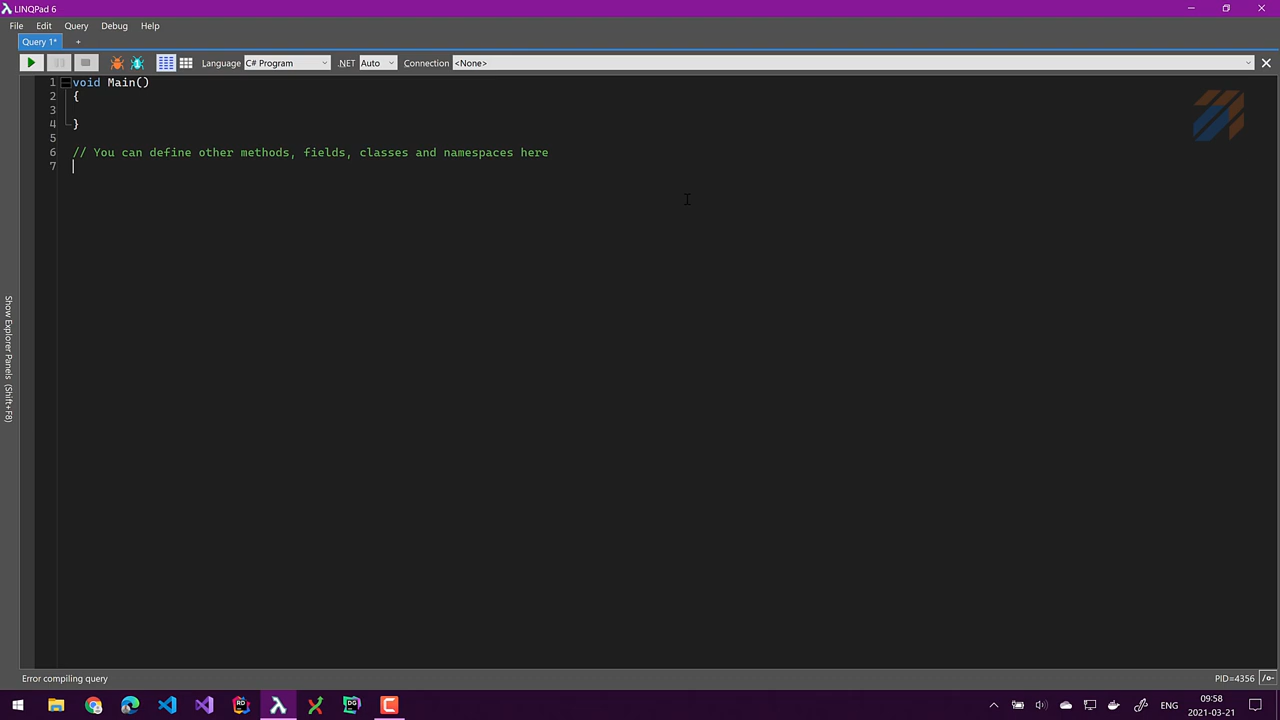 LINQPad 6
File Edit Query Debug Help
Query 1* +
Language C# Program .NET Auto Connection <None>
1 void Main()
2 {
3
4 }
5
6 // You can define other methods, fields, classes and namespaces here
7
Show Explorer Panels (Shift+F8)
Error compiling query PID=4356 /o-
RD DG C ENG 09:58
2021-03-21